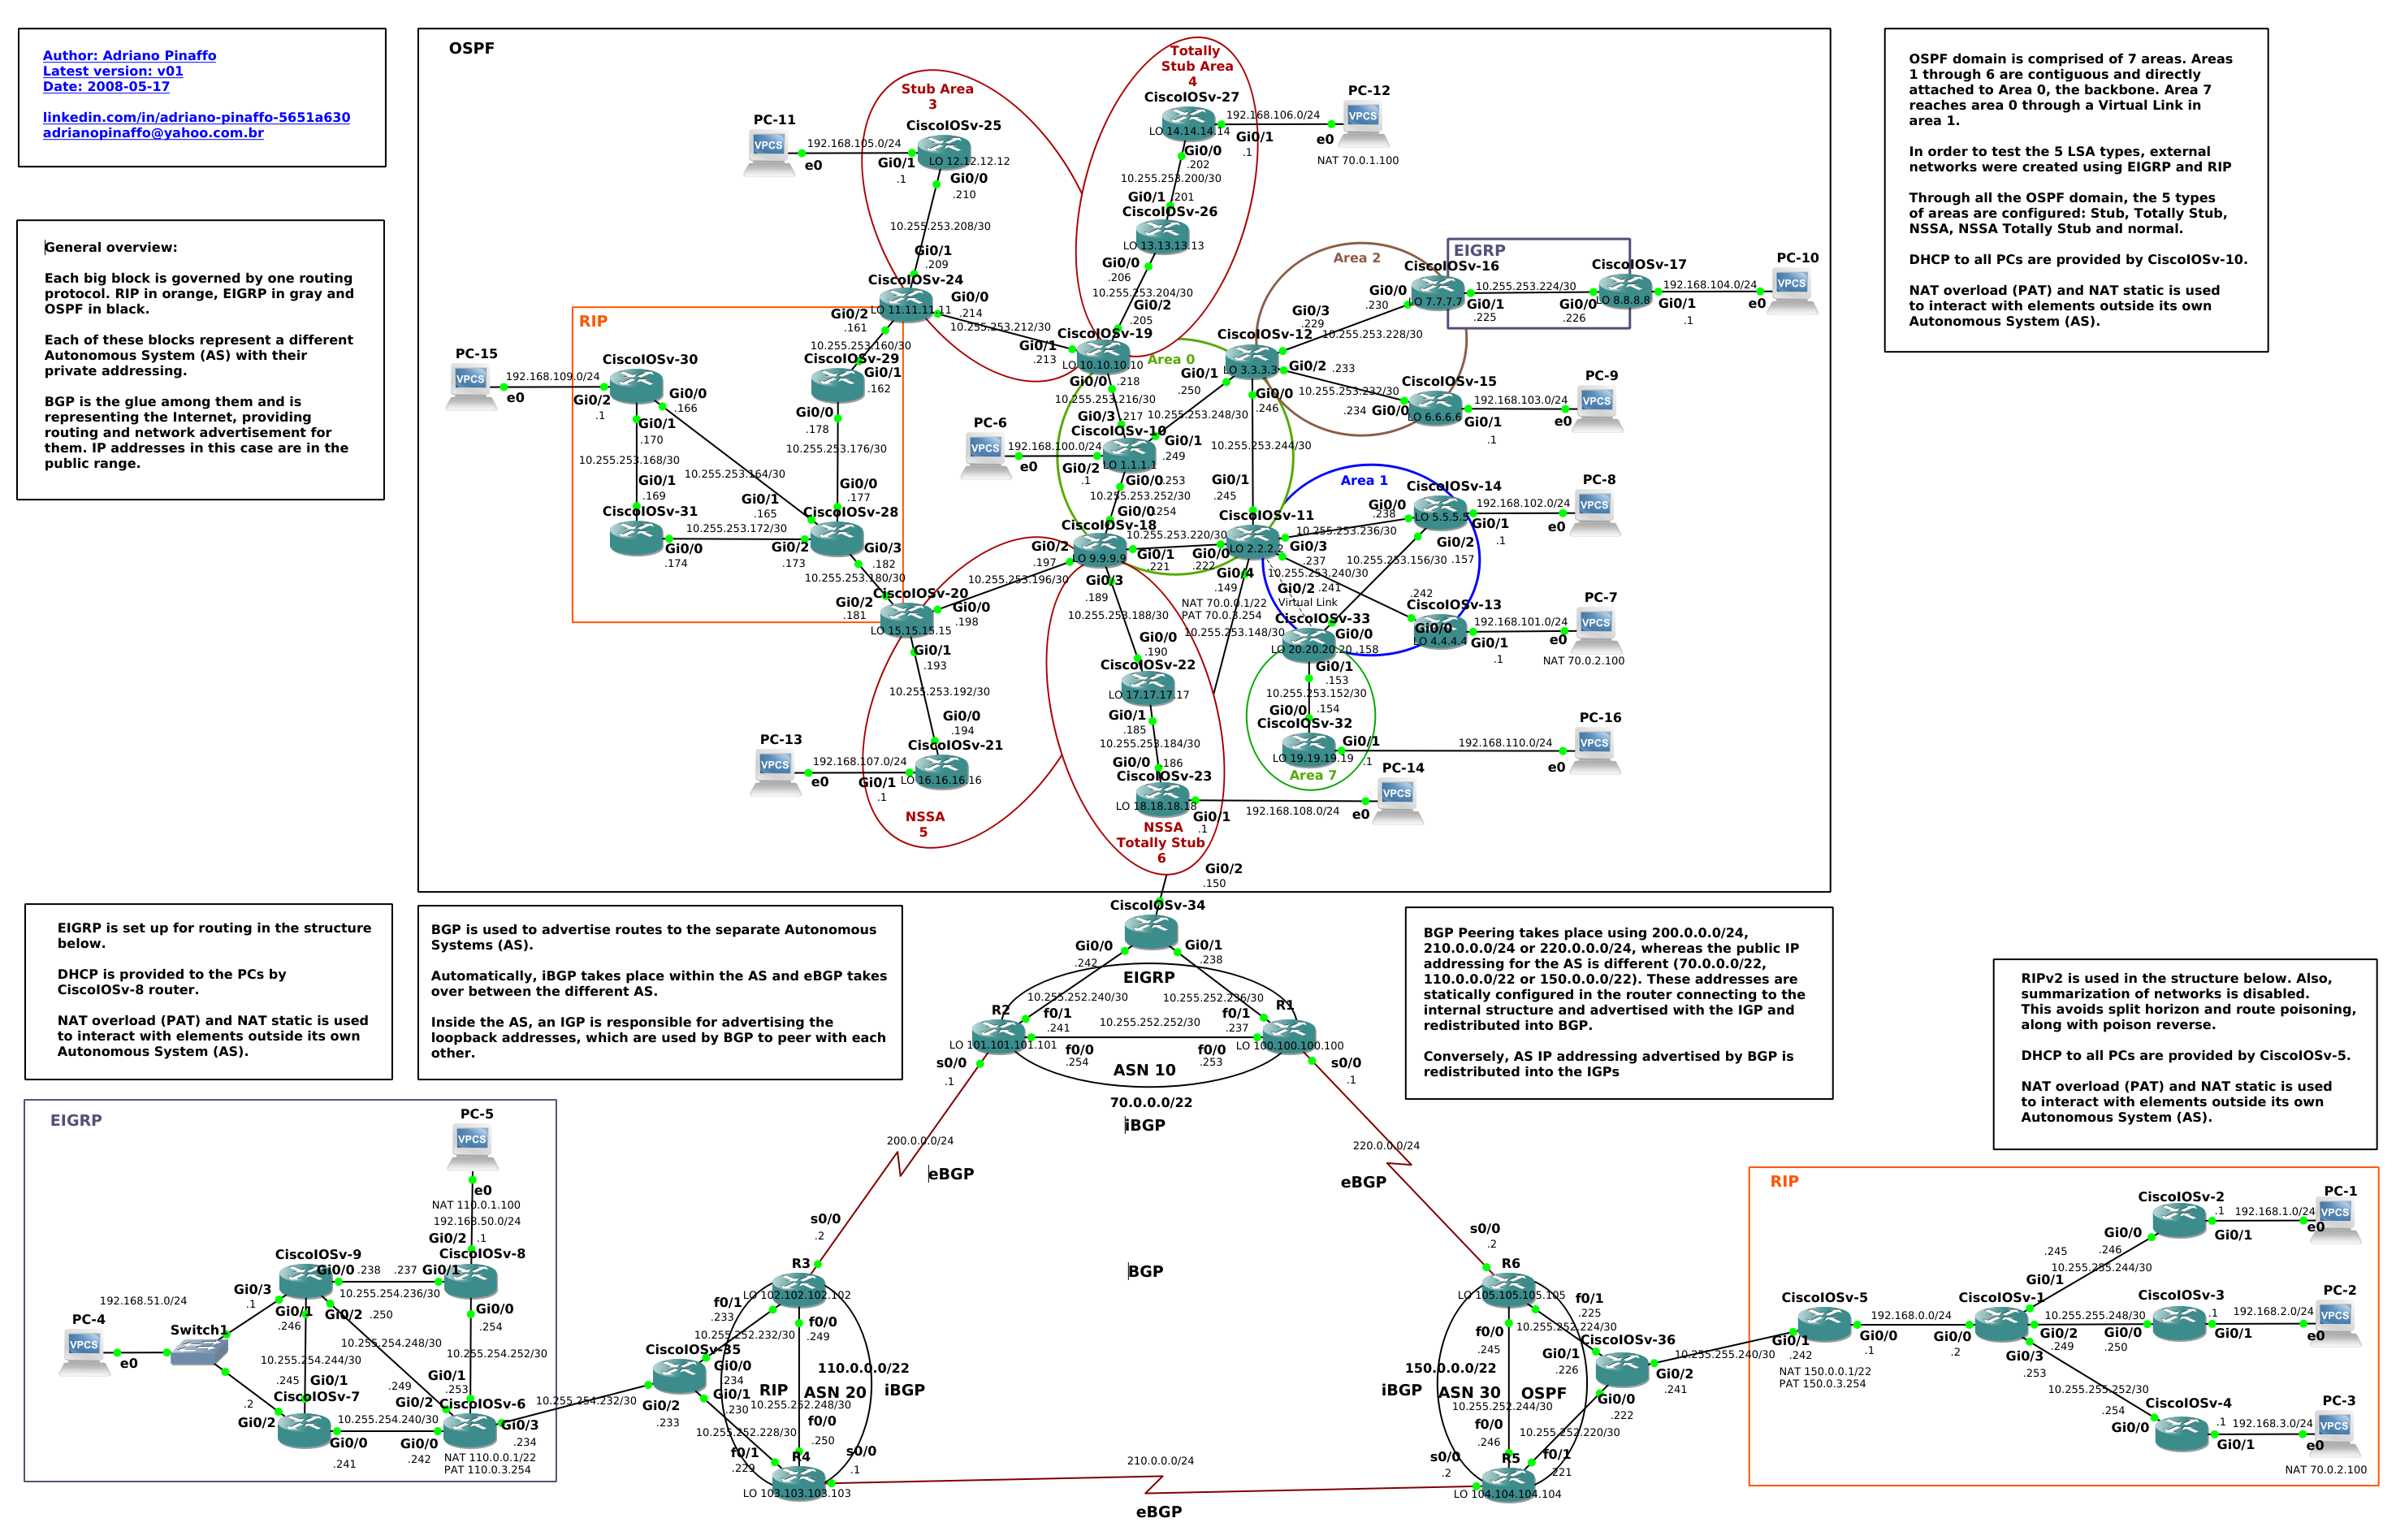 Author: Adriano Pinaffo
Latest version: v01
Date: 2008-05-17
linkedin.com/in/adriano-pinaffo-5651a630
adrianopinaffo@yahoo.com.br
General overview:
Each big block is governed by one routing
protocol. RIP in orange, EIGRP in gray and
OSPF in black.
Each of these blocks represent a different
Autonomous System (AS) with their
private addressing.
BGP is the glue among them and is
representing the Internet, providing
routing and network advertisement for
them. IP addresses in this case are in the
public range.
OSPF
OSPF domain is comprised of 7 areas. Areas
1 through 6 are contiguous and directly
attached to Area 0, the backbone. Area 7
reaches area 0 through a Virtual Link in
area 1.
In order to test the 5 LSA types, external
networks were created using EIGRP and RIP
Through all the OSPF domain, the 5 types
of areas are configured: Stub, Totally Stub,
NSSA, NSSA Totally Stub and normal.
DHCP to all PCs are provided by CiscoIOSv-10.
NAT overload (PAT) and NAT static is used
to interact with elements outside its own
Autonomous System (AS).
Stub Area
3
PC-11
VPCS
e0
192.168.105.0/24
CiscoIOSv-25
LO 12.12.12.12
Gi0/1
.1
Gi0/0
.210
10.255.253.208/30
Gi0/1
.209
CiscoIOSv-24
LO 11.11.11.11
Gi0/0
.214
10.255.253.212/30
Gi0/2
.161
10.255.253.160/30
Totally
Stub Area
4
CiscoIOSv-27
LO 14.14.14.14
192.168.106.0/24
Gi0/1
.1
PC-12
VPCS
e0
NAT 70.0.1.100
Gi0/0
.202
10.255.253.200/30
Gi0/1
.201
CiscoIOSv-26
LO 13.13.13.13
Gi0/0
.206
10.255.253.204/30
Gi0/2
.205
CiscoIOSv-19
LO 10.10.10.10
Gi0/1
.213
Gi0/0
.218
10.255.253.216/30
Area 0
Area 2
EIGRP
CiscoIOSv-16
LO 7.7.7.7
Gi0/0
.230
Gi0/1
.225
10.255.253.224/30
CiscoIOSv-17
LO 8.8.8.8
Gi0/0
.226
Gi0/1
.1
192.168.104.0/24
PC-10
VPCS
e0
CiscoIOSv-12
LO 3.3.3.3
Gi0/3
.229
10.255.253.228/30
Gi0/2
.233
10.255.253.232/30
Gi0/1
.250
Gi0/0
.246
CiscoIOSv-15
LO 6.6.6.6
.234
Gi0/0
Gi0/1
.1
192.168.103.0/24
PC-9
VPCS
e0
RIP
PC-15
VPCS
e0
192.168.109.0/24
CiscoIOSv-30
Gi0/2
.1
Gi0/0
.166
Gi0/1
.170
10.255.253.168/30
10.255.253.164/30
Gi0/1
.169
CiscoIOSv-31
Gi0/0
.174
10.255.253.172/30
CiscoIOSv-29
Gi0/1
.162
Gi0/0
.178
10.255.253.176/30
Gi0/0
.177
Gi0/1
.165
CiscoIOSv-28
Gi0/2
.173
Gi0/3
.182
10.255.253.180/30
PC-6
VPCS
e0
192.168.100.0/24
Gi0/3
.217
10.255.253.248/30
CiscoIOSv-10
LO 1.1.1.1
Gi0/1
.249
Gi0/2
.1
Gi0/0
.253
10.255.253.252/30
Gi0/0
.254
CiscoIOSv-18
LO 9.9.9.9
Gi0/2
.197
10.255.253.196/30
Gi0/3
.189
Gi0/1
.221
10.255.253.220/30
10.255.253.244/30
Gi0/1
.245
CiscoIOSv-11
LO 2.2.2.2
Gi0/0
.222
Gi0/3
.237
10.255.253.236/30
10.255.253.240/30
Gi0/2
.241
Gi0/4
.149
NAT 70.0.0.1/22
PAT 70.0.3.254
10.255.253.148/30
Virtual Link
Area 1
CiscoIOSv-14
LO 5.5.5.5
Gi0/0
.238
Gi0/1
.1
Gi0/2
.157
10.255.253.156/30
192.168.102.0/24
PC-8
VPCS
e0
.242
CiscoIOSv-13
LO 4.4.4.4
Gi0/0
Gi0/1
.1
192.168.101.0/24
PC-7
VPCS
e0
NAT 70.0.2.100
CiscoIOSv-33
LO 20.20.20.20
Gi0/0
.158
Gi0/1
.153
10.255.253.152/30
Gi0/0
.154
CiscoIOSv-32
LO 19.19.19.19
Gi0/1
.1
Area 7
192.168.110.0/24
PC-16
VPCS
e0
CiscoIOSv-20
LO 15.15.15.15
Gi0/2
.181
Gi0/0
.198
Gi0/1
.193
10.255.253.192/30
Gi0/0
.194
CiscoIOSv-21
LO 16.16.16.16
Gi0/1
.1
PC-13
VPCS
e0
192.168.107.0/24
NSSA
5
10.255.253.188/30
Gi0/0
.190
CiscoIOSv-22
LO 17.17.17.17
Gi0/1
.185
10.255.253.184/30
Gi0/0
.186
CiscoIOSv-23
LO 18.18.18.18
Gi0/1
.1
192.168.108.0/24
PC-14
VPCS
e0
NSSA
Totally Stub
6
Gi0/2
.150
CiscoIOSv-34
Gi0/0
.242
Gi0/1
.238
EIGRP
10.255.252.240/30
10.255.252.236/30
R2
LO 101.101.101.101
f0/1
.241
f0/0
.254
10.255.252.252/30
R1
LO 100.100.100.100
f0/1
.237
f0/0
.253
s0/0
.1
s0/0
.1
ASN 10
70.0.0.0/22
iBGP
EIGRP is set up for routing in the structure
below.
DHCP is provided to the PCs by
CiscoIOSv-8 router.
NAT overload (PAT) and NAT static is used
to interact with elements outside its own
Autonomous System (AS).
BGP is used to advertise routes to the separate Autonomous
Systems (AS).
Automatically, iBGP takes place within the AS and eBGP takes
over between the different AS.
Inside the AS, an IGP is responsible for advertising the
loopback addresses, which are used by BGP to peer with each
other.
BGP Peering takes place using 200.0.0.0/24,
210.0.0.0/24 or 220.0.0.0/24, whereas the public IP
addressing for the AS is different (70.0.0.0/22,
110.0.0.0/22 or 150.0.0.0/22). These addresses are
statically configured in the router connecting to the
internal structure and advertised with the IGP and
redistributed into BGP.
Conversely, AS IP addressing advertised by BGP is
redistributed into the IGPs
RIPv2 is used in the structure below. Also,
summarization of networks is disabled.
This avoids split horizon and route poisoning,
along with poison reverse.
DHCP to all PCs are provided by CiscoIOSv-5.
NAT overload (PAT) and NAT static is used
to interact with elements outside its own
Autonomous System (AS).
200.0.0.0/24
eBGP
220.0.0.0/24
eBGP
BGP
210.0.0.0/24
eBGP
EIGRP
PC-5
VPCS
e0
NAT 110.0.1.100
192.168.50.0/24
Gi0/2
.1
CiscoIOSv-8
Gi0/1
.237
Gi0/0
.254
10.255.254.236/30
CiscoIOSv-9
Gi0/0
.238
Gi0/3
.1
Gi0/1
.246
Gi0/2
.250
10.255.254.248/30
10.255.254.252/30
10.255.254.244/30
192.168.51.0/24
Switch1
PC-4
VPCS
e0
.245
Gi0/1
CiscoIOSv-7
.2
Gi0/2
Gi0/0
.241
10.255.254.240/30
.249
Gi0/2
Gi0/1
.253
CiscoIOSv-6
Gi0/0
.242
Gi0/3
.234
NAT 110.0.0.1/22
PAT 110.0.3.254
10.255.254.232/30
s0/0
.2
R3
LO 102.102.102.102
f0/1
.233
f0/0
.249
10.255.252.232/30
CiscoIOSv-35
Gi0/0
.234
Gi0/1
.230
Gi0/2
.233
RIP
ASN 20
110.0.0.0/22
iBGP
10.255.252.248/30
10.255.252.228/30
f0/0
.250
f0/1
.229
R4
LO 103.103.103.103
s0/0
.1
s0/0
.2
R6
LO 105.105.105.105
f0/1
.225
f0/0
.245
10.255.252.224/30
CiscoIOSv-36
Gi0/1
.226
Gi0/2
.241
Gi0/0
.222
150.0.0.0/22
iBGP
ASN 30
OSPF
10.255.252.244/30
10.255.252.220/30
f0/0
.246
f0/1
.221
R5
LO 104.104.104.104
s0/0
.2
10.255.255.240/30
RIP
CiscoIOSv-5
Gi0/1
.242
Gi0/0
.1
NAT 150.0.0.1/22
PAT 150.0.3.254
192.168.0.0/24
CiscoIOSv-1
Gi0/0
.2
Gi0/1
.245
Gi0/2
.249
Gi0/3
.253
10.255.255.244/30
10.255.255.248/30
10.255.255.252/30
CiscoIOSv-2
Gi0/0
.246
Gi0/1
.1
192.168.1.0/24
PC-1
VPCS
e0
CiscoIOSv-3
Gi0/0
.250
Gi0/1
.1
192.168.2.0/24
PC-2
VPCS
e0
CiscoIOSv-4
Gi0/0
.254
Gi0/1
.1
192.168.3.0/24
PC-3
VPCS
e0
NAT 70.0.2.100